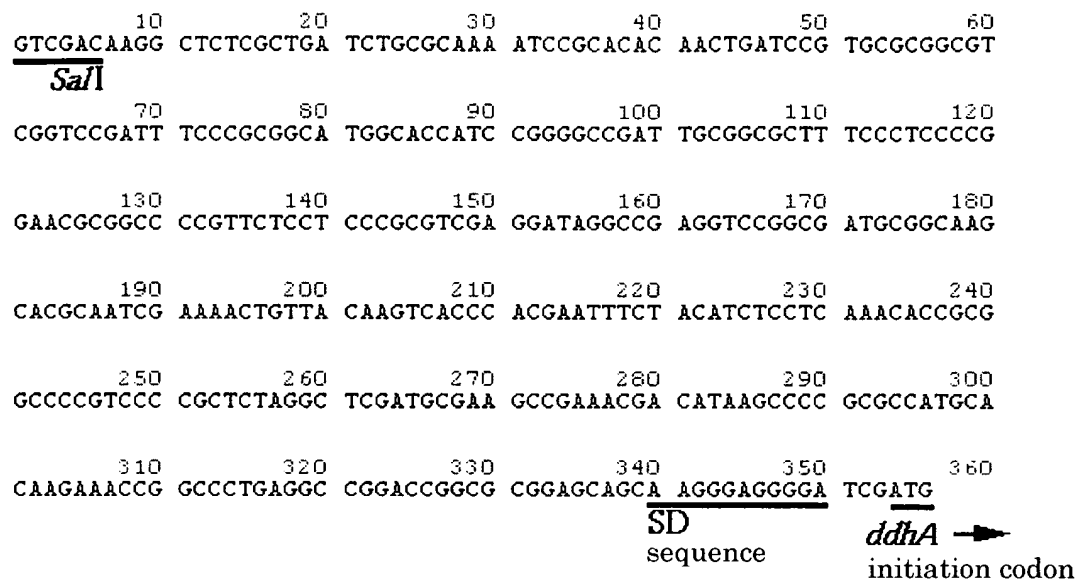 10 20 30 40 50 60
GTCGACAAGG CTCTCGCTGA TCTGCGCAAA ATCCGCACAC AACTGATCCG TGCGCGGCGT
SalI
70 80 90 100 110 120
CGGTCCGATT TCCCGCGGCA TGGCACCATC CGGGGCCGAT TGCGGCGCTT TCCCTCCCCG
130 140 150 160 170 180
GAACGCGGCC CCGTTCTCCT CCCGCGTCGA GGATAGGCCG AGGTCCGGCG ATGCGGCAAG
190 200 210 220 230 240
CACGCAATCG AAAACTGTTA CAAGTCACCC ACGAATTTCT ACATCTCCTC AAACACCGCG
250 260 270 280 290 300
GCCCCGTCCC CGCTCTAGGC TCGATGCGAA GCCGAAACGA CATAAGCCCC GCGCCATGCA
310 320 330 340 350 360
CAAGAAACCG GCCCTGAGGC CGGACCGGCG CGGAGCAGCA AGGGAGGGGA TCGATG
SD
sequence
ddhA
initiation codon